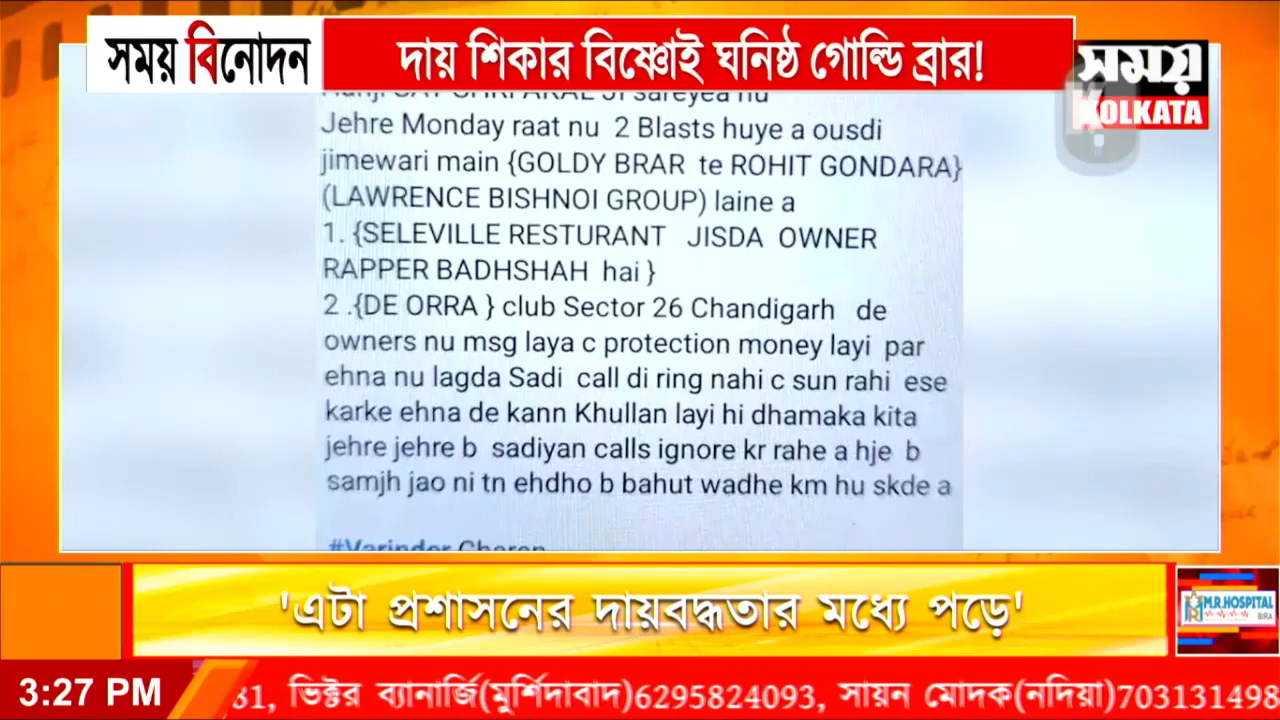 সময় বিনোদন
দায় শিকার বিষ্ণোই ঘনিষ্ঠ গোল্ডি ব্রার!
সময়
KOLKATA
Jehre Monday raat nu 2 Blasts huye a ousdi
jimewari main {GOLDY BRAR te ROHIT GONDARA}
(LAWRENCE BISHNOI GROUP) laine a
1. {SELEVILLE RESTURANT JISDA OWNER
RAPPER BADHSHAH hai }
2 .{DE ORRA } club Sector 26 Chandigarh de
owners nu msg laya c protection money layi par
ehna nu lagda Sadi call di ring nahi c sun rahi ese
karke ehna de kann Khullan layi hi dhamaka kita
jehre jehre b sadiyan calls ignore kr rahe a hje b
samjh jao ni tn ehdho b bahut wadhe km hu skde a
'এটা প্রশাসনের দায়বদ্ধতার মধ্যে পড়ে'
M.R.HOSPITAL
BIRA
3:27 PM
31, ভিক্টর ব্যানার্জি(মুর্শিদাবাদ)6295824093, সায়ন মোদক(নদিয়া)703131498